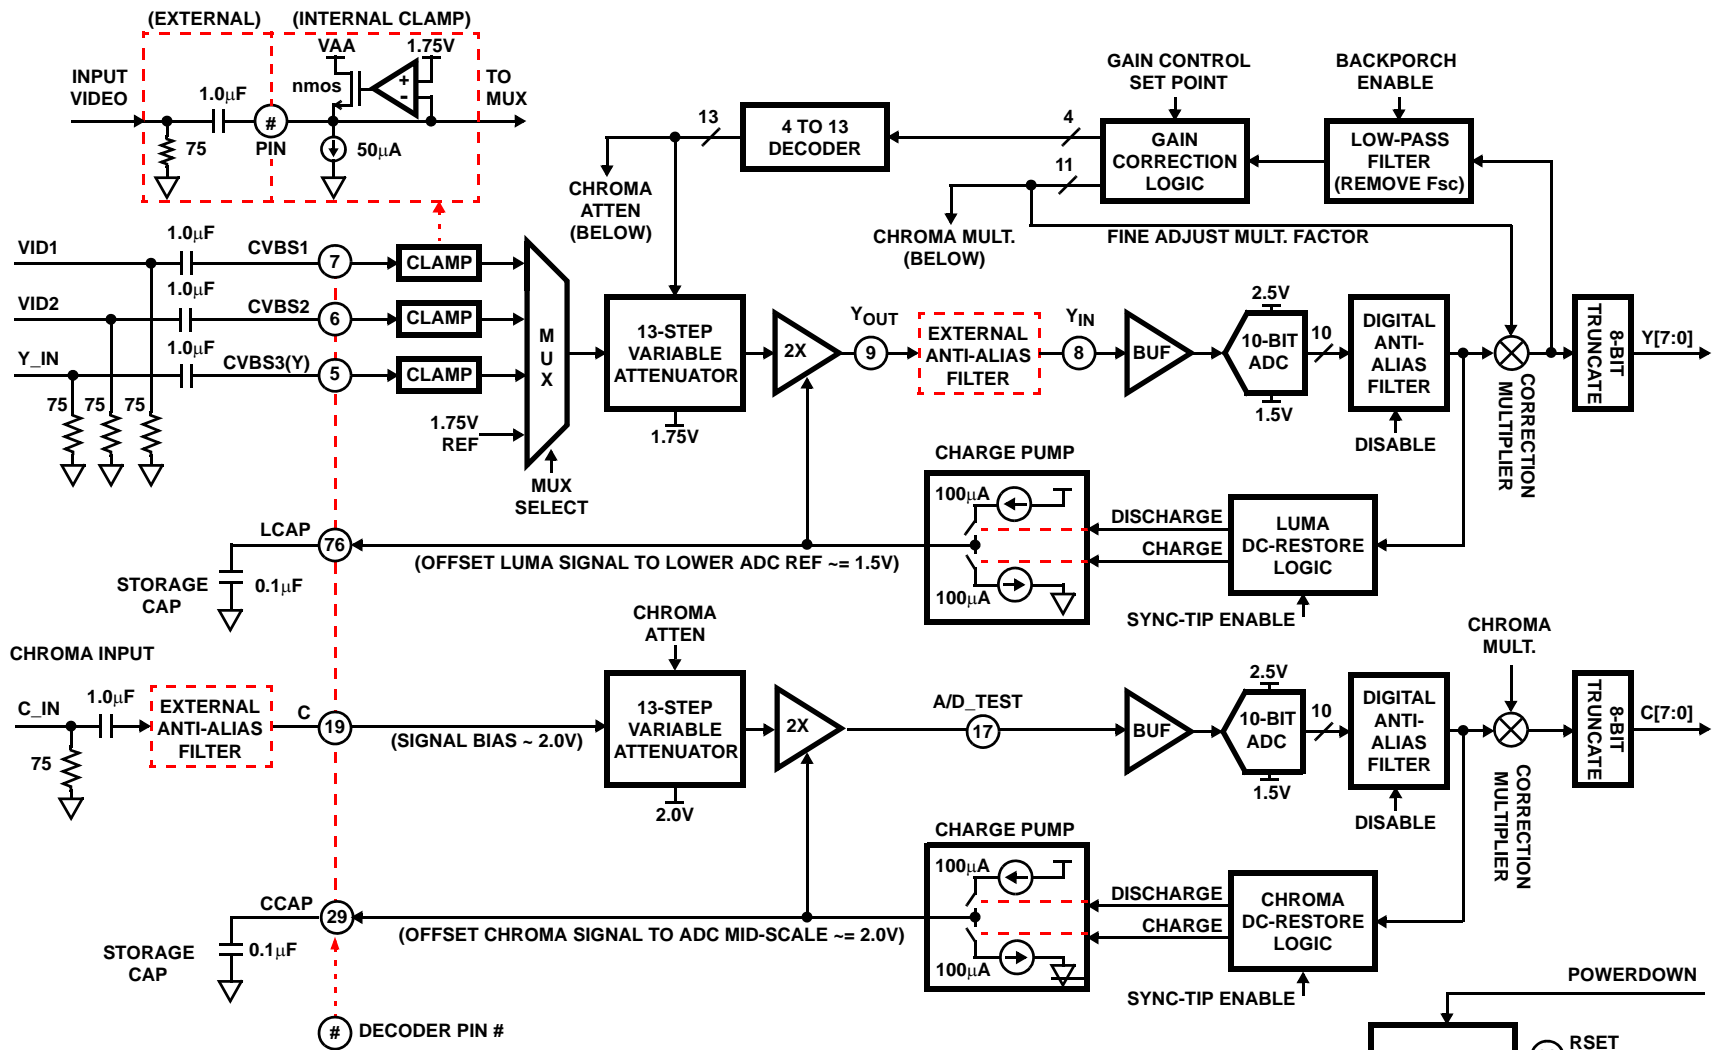 (EXTERNAL)
(INTERNAL CLAMP)
VAA
1.75V
INPUT
VIDEO
1.0µF
nmos
+
-
TO
MUX
#
PIN
75
50µA
GAIN CONTROL
SET POINT
BACKPORCH
ENABLE
13
4 TO 13
DECODER
4
11
GAIN
CORRECTION
LOGIC
LOW-PASS
FILTER
(REMOVE Fsc)
CHROMA
ATTEN
(BELOW)
CHROMA MULT.
(BELOW)
FINE ADJUST MULT. FACTOR
VID1
1.0µF
CVBS1
7
CLAMP
VID2
1.0µF
CVBS2
6
CLAMP
Y_IN
1.0µF
CVBS3(Y)
5
CLAMP
75
75
75
1.75V
REF
M
U
X
MUX
SELECT
13-STEP
VARIABLE
ATTENUATOR
1.75V
2X
YOUT
9
EXTERNAL
ANTI-ALIAS
FILTER
YIN
8
BUF
2.5V
10-BIT
ADC
1.5V
10
DIGITAL
ANTI-
ALIAS
FILTER
DISABLE
CORRECTION
MULTIPLIER
8-BIT
TRUNCATE
Y[7:0]
CHARGE PUMP
100µA
100µA
DISCHARGE
CHARGE
LUMA
DC-RESTORE
LOGIC
SYNC-TIP ENABLE
LCAP
76
(OFFSET LUMA SIGNAL TO LOWER ADC REF ~= 1.5V)
STORAGE
CAP
0.1µF
CHROMA
ATTEN
CHROMA INPUT
C_IN
1.0µF
75
EXTERNAL
ANTI-ALIAS
FILTER
C
19
(SIGNAL BIAS ~ 2.0V)
13-STEP
VARIABLE
ATTENUATOR
2.0V
2X
A/D_TEST
17
BUF
2.5V
10-BIT
ADC
1.5V
10
DIGITAL
ANTI-
ALIAS
FILTER
DISABLE
CHROMA
MULT.
CORRECTION
MULTIPLIER
8-BIT
TRUNCATE
C[7:0]
CHARGE PUMP
100µA
100µA
DISCHARGE
CHARGE
CHROMA
DC-RESTORE
LOGIC
SYNC-TIP ENABLE
CCAP
29
(OFFSET CHROMA SIGNAL TO ADC MID-SCALE ~= 2.0V)
STORAGE
CAP
0.1µF
#
DECODER PIN #
POWERDOWN
RSET